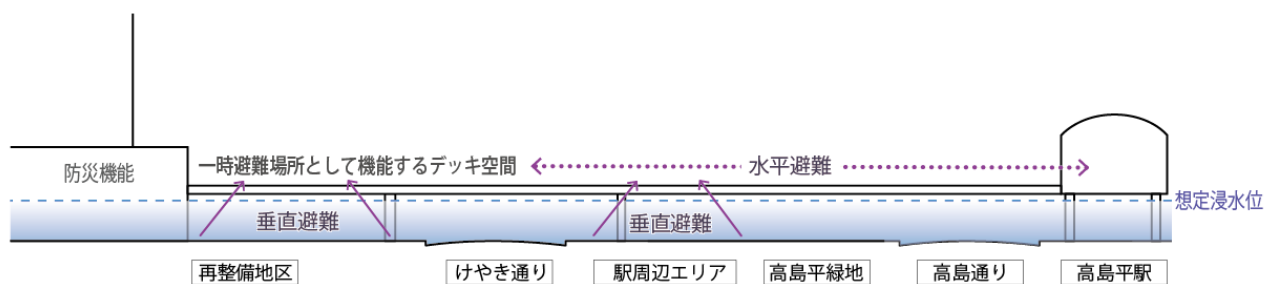 防災機能
一時避難場所として機能するデッキ空間
水平避難
想定浸水位
垂直避難
垂直避難
再整備地区
けやき通り
駅周辺エリア
高島平緑地
高島通り
高島平駅